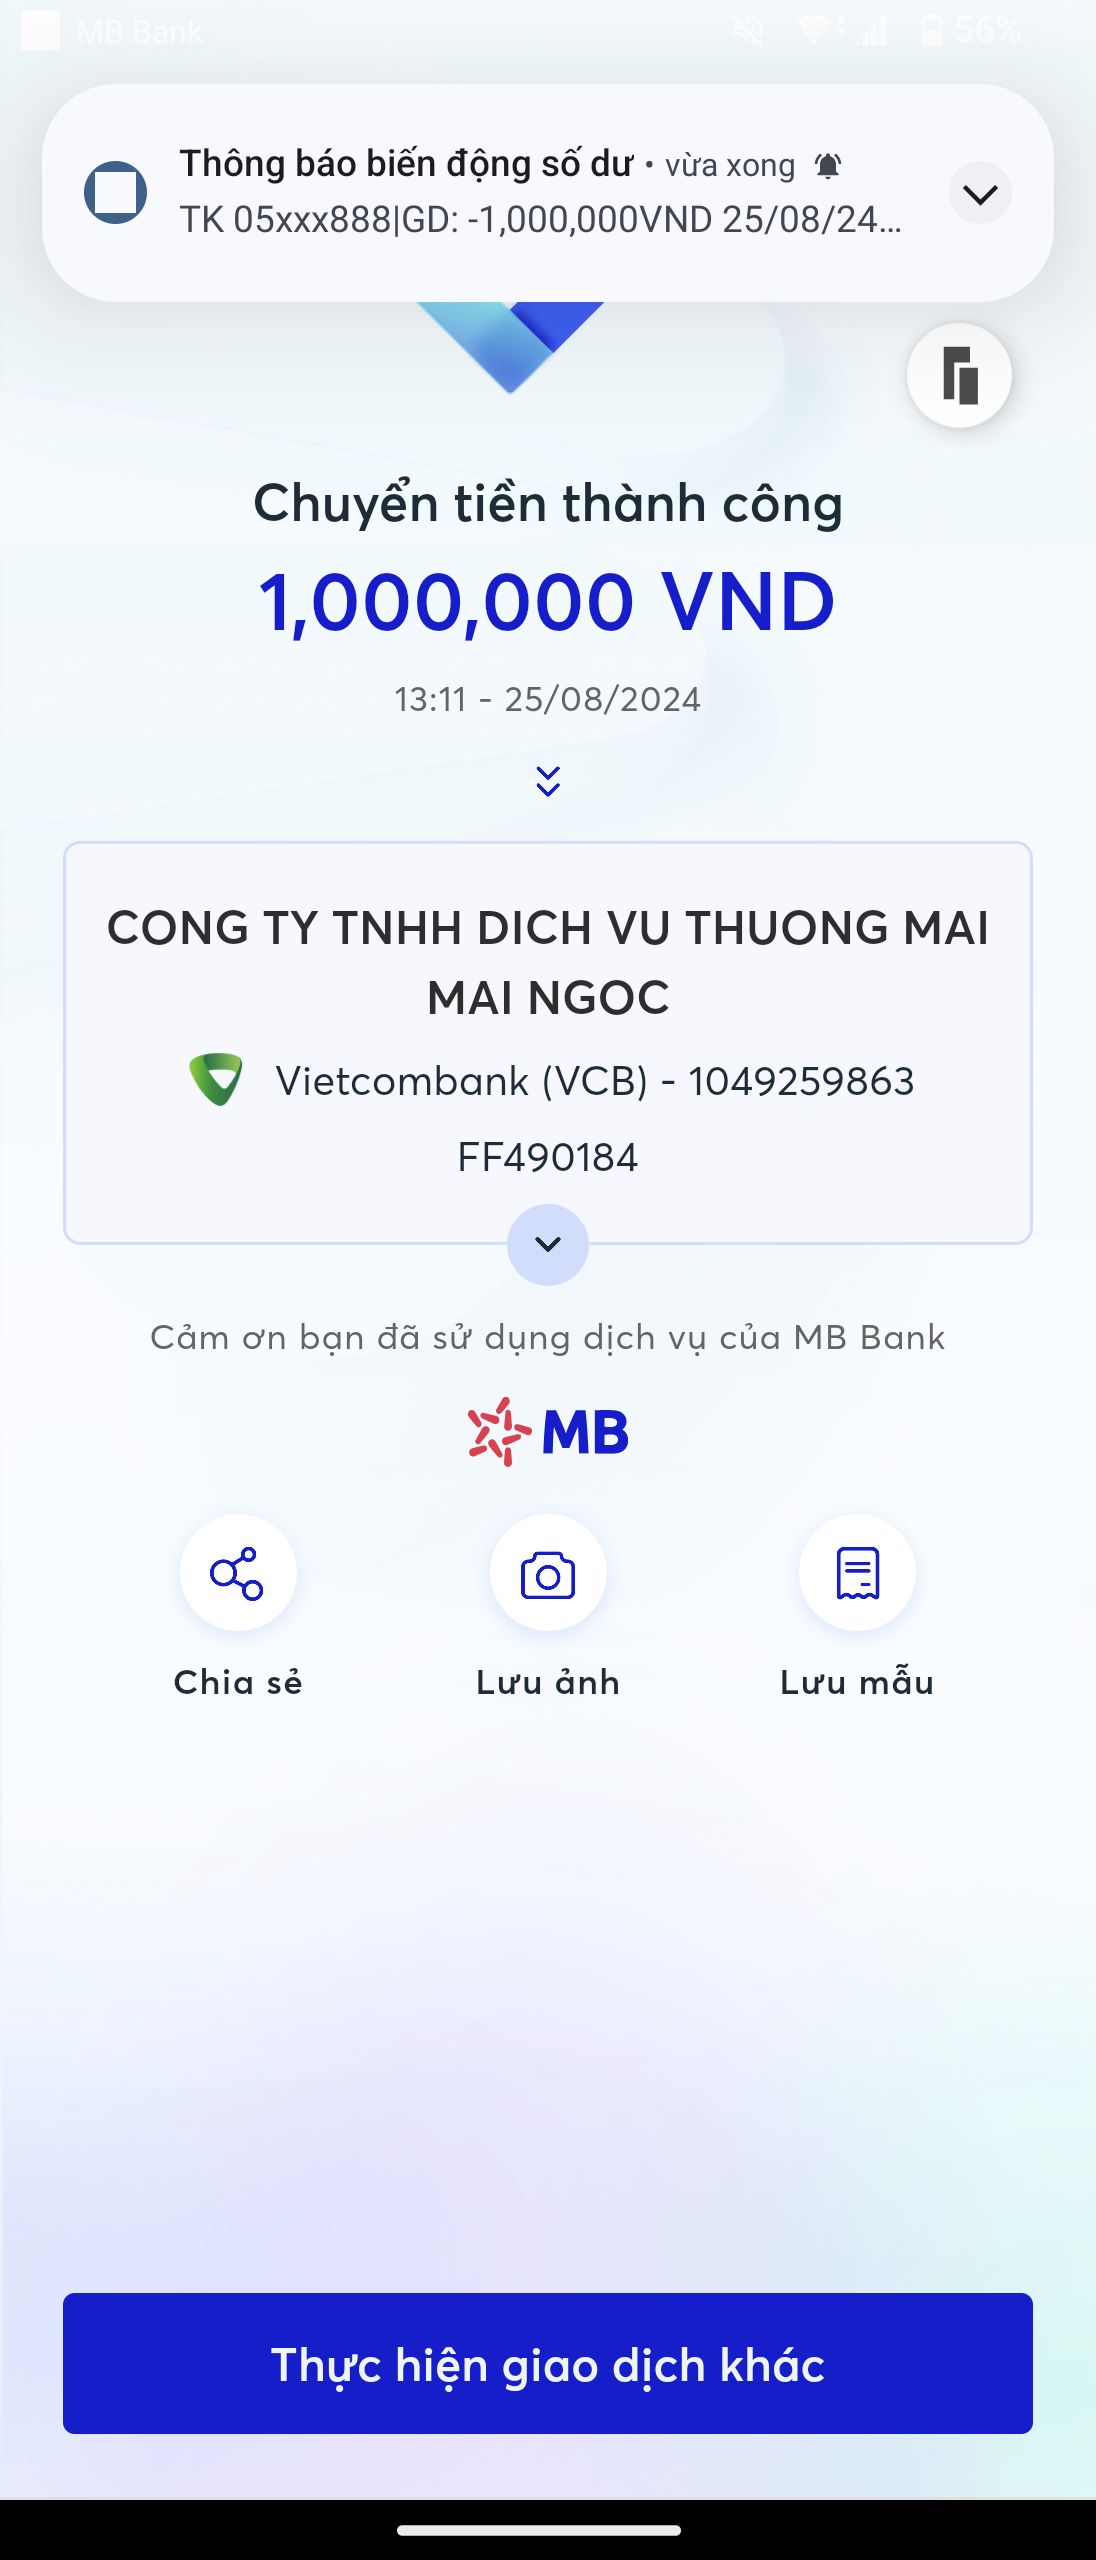 MB Bank
56%
Thông báo biến động số dư • vừa xong
TK 05xxx888|GD: -1,000,000VND 25/08/24...
Chuyển tiền thành công
1,000,000 VND
13:11 - 25/08/2024
CONG TY TNHH DICH VU THUONG MAI
MAI NGOC
Vietcombank (VCB) - 1049259863
FF490184
Cảm ơn bạn đã sử dụng dịch vụ của MB Bank
MB
Chia sẻ
Lưu ảnh
Lưu mẫu
Thực hiện giao dịch khác